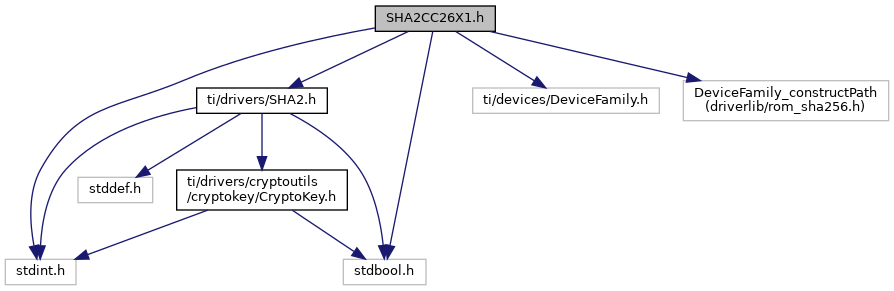 SHA2CC26X1.h
ti/drivers/SHA2.h
ti/devices/DeviceFamily.h
DeviceFamily_constructPath
(driverlib/rom_sha256.h)
stddef.h
ti/drivers/cryptoutils
/cryptokey/CryptoKey.h
stdint.h
stdbool.h